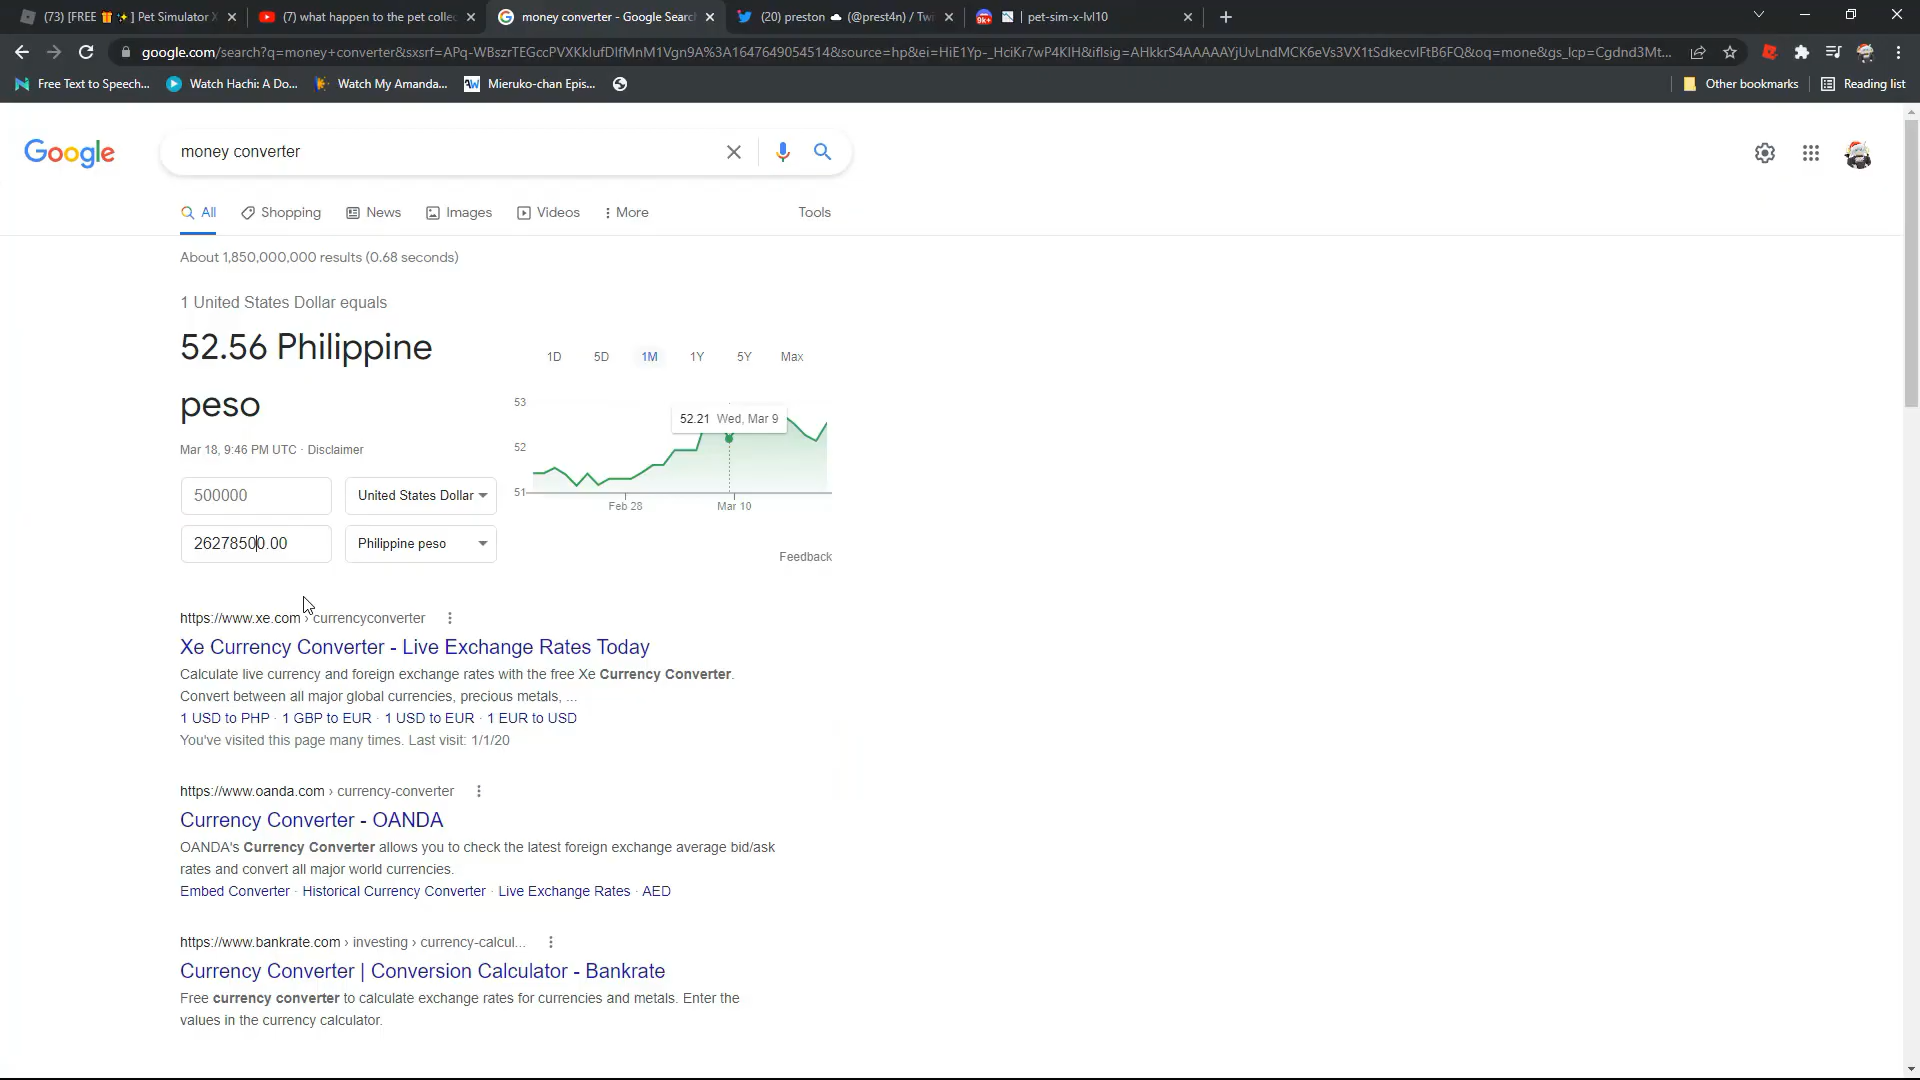 (73) [FREE 🎁✨] Pet Simulator X
(7) what happen to the pet collec
money converter - Google Search
(20) preston ☁ (@prest4n) / Twi
9k+
| pet-sim-x-lvl10
google.com/search?q=money+converter&sxsrf=APq-WBszrTEGccPVXKklufDlfMnM1Vgn9A%3A1647649054514&source=hp&ei=HiE1Yp-_HciKr7wP4KIH&iflsig=AHkkrS4AAAAAYjUvLndMCK6eVs3VX1tSdkecvlFtB6FQ&oq=mone&gs_lcp=Cgdnd3Mt...
Free Text to Speech...
Watch Hachi: A Do...
Watch My Amanda...
Mieruko-chan Epis...
Other bookmarks
Reading list
Google
money converter
All
Shopping
News
Images
Videos
More
Tools
About 1,850,000,000 results (0.68 seconds)
1 United States Dollar equals
52.56 Philippine
peso
Mar 18, 9:46 PM UTC · Disclaimer
1D
5D
1M
1Y
5Y
Max
53
52
51
52.21 Wed, Mar 9
Feb 28
Mar 10
500000
United States Dollar
26278500.00
Philippine peso
Feedback
https://www.xe.com › currencyconverter
Xe Currency Converter - Live Exchange Rates Today
Calculate live currency and foreign exchange rates with the free Xe Currency Converter.
Convert between all major global currencies, precious metals, ...
1 USD to PHP · 1 GBP to EUR · 1 USD to EUR · 1 EUR to USD
You've visited this page many times. Last visit: 1/1/20
https://www.oanda.com › currency-converter
Currency Converter - OANDA
OANDA's Currency Converter allows you to check the latest foreign exchange average bid/ask
rates and convert all major world currencies.
Embed Converter · Historical Currency Converter · Live Exchange Rates · AED
https://www.bankrate.com › investing › currency-calcul...
Currency Converter | Conversion Calculator - Bankrate
Free currency converter to calculate exchange rates for currencies and metals. Enter the
values in the currency calculator.